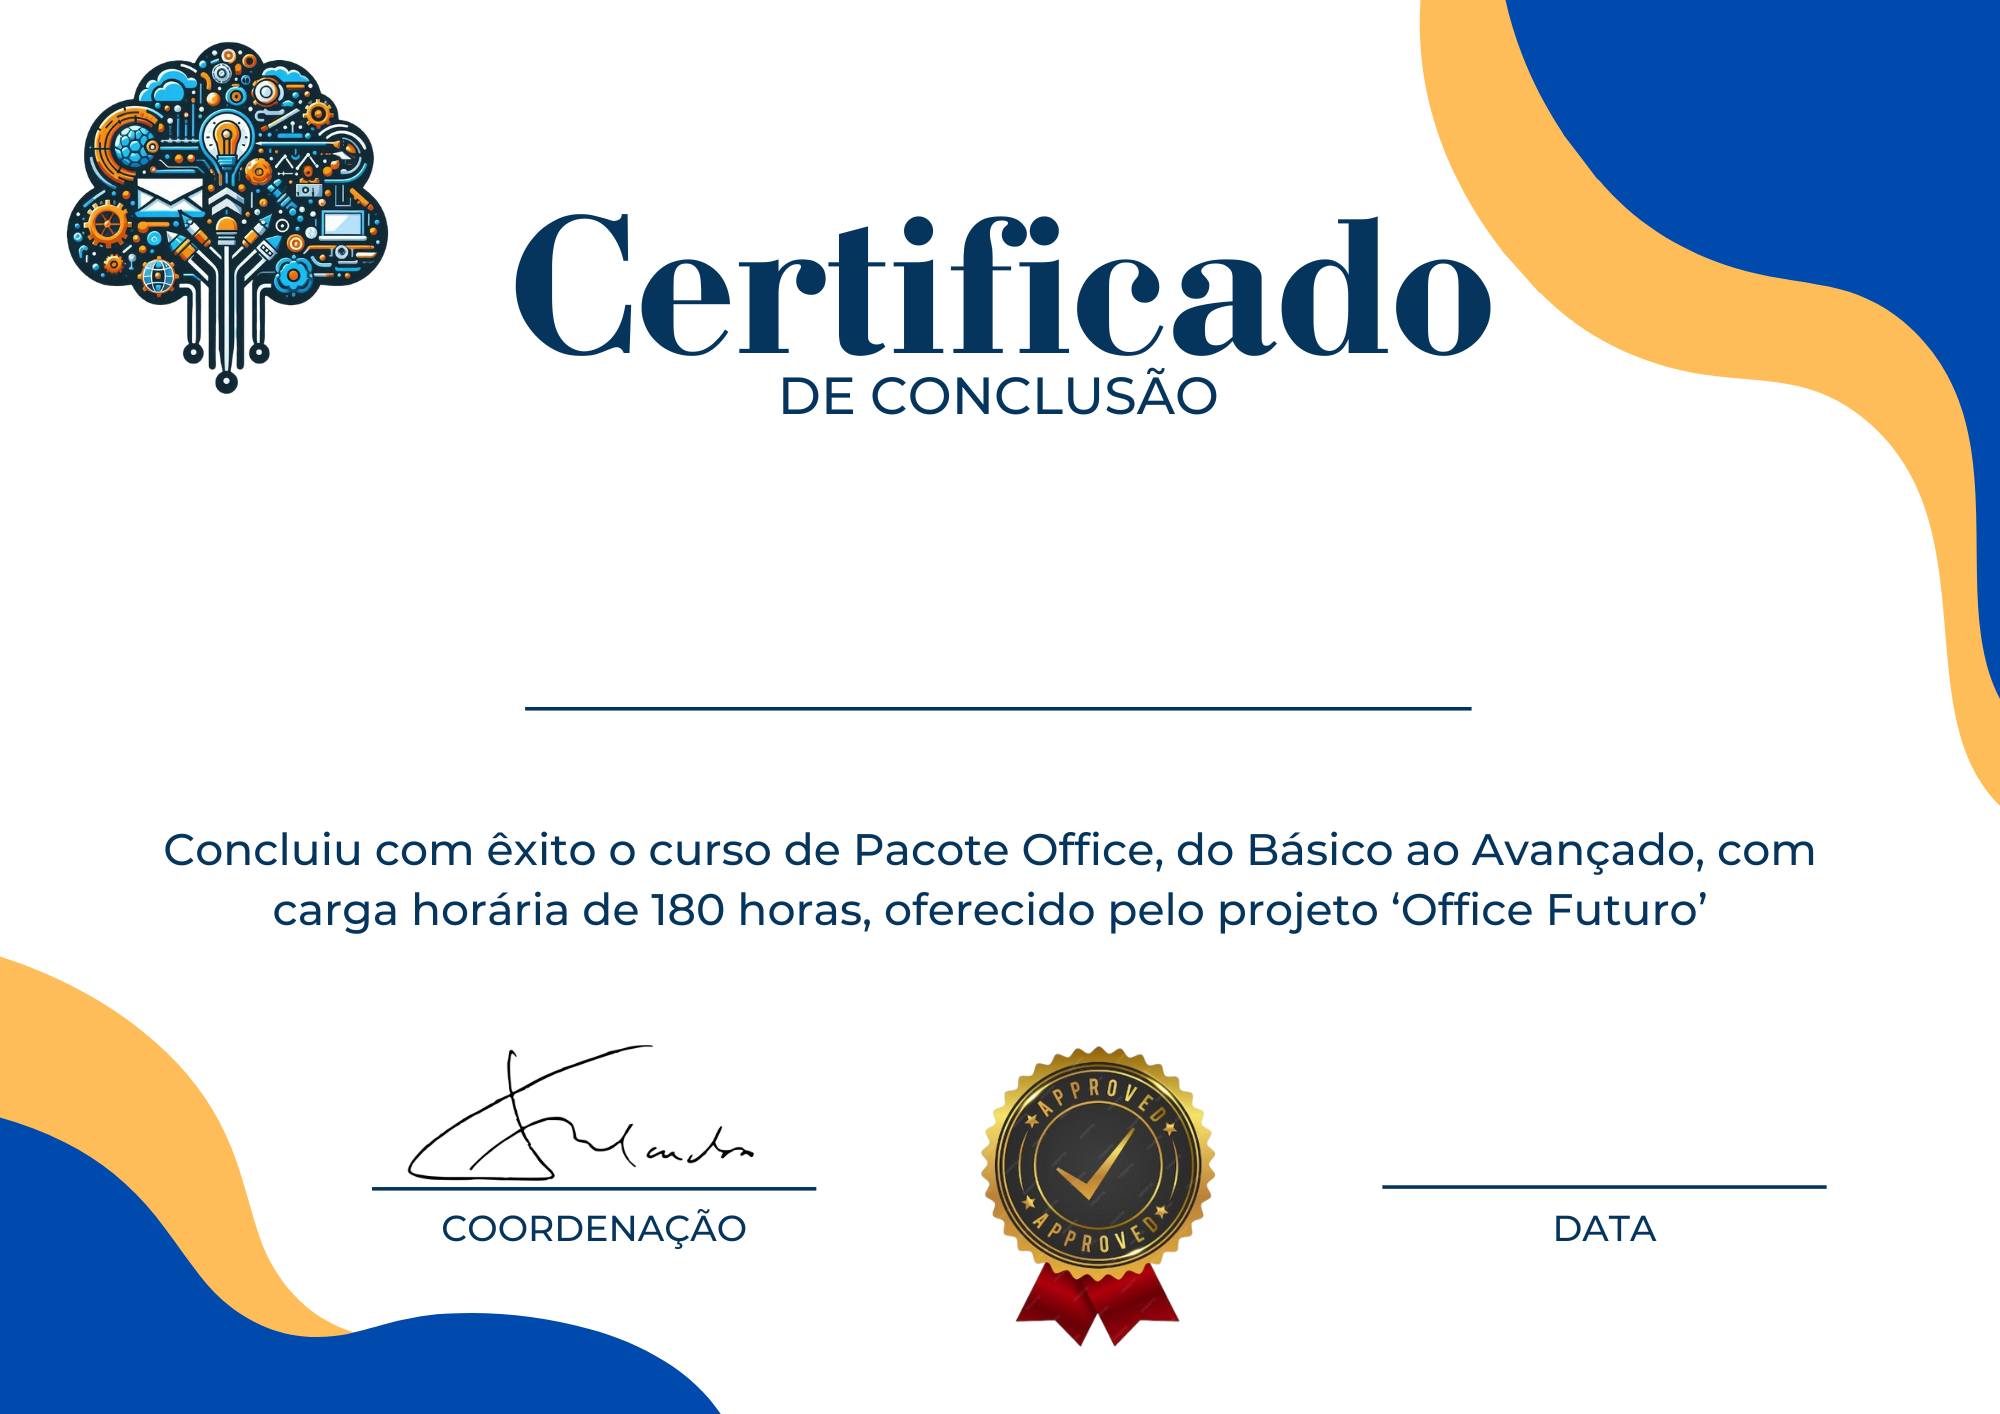 Certificado
DE CONCLUSÃO
Concluiu com êxito o curso de Pacote Office, do Básico ao Avançado, com
carga horária de 180 horas, oferecido pelo projeto ‘Office Futuro’
APPROVED
APPROVED
COORDENAÇÃO
DATA